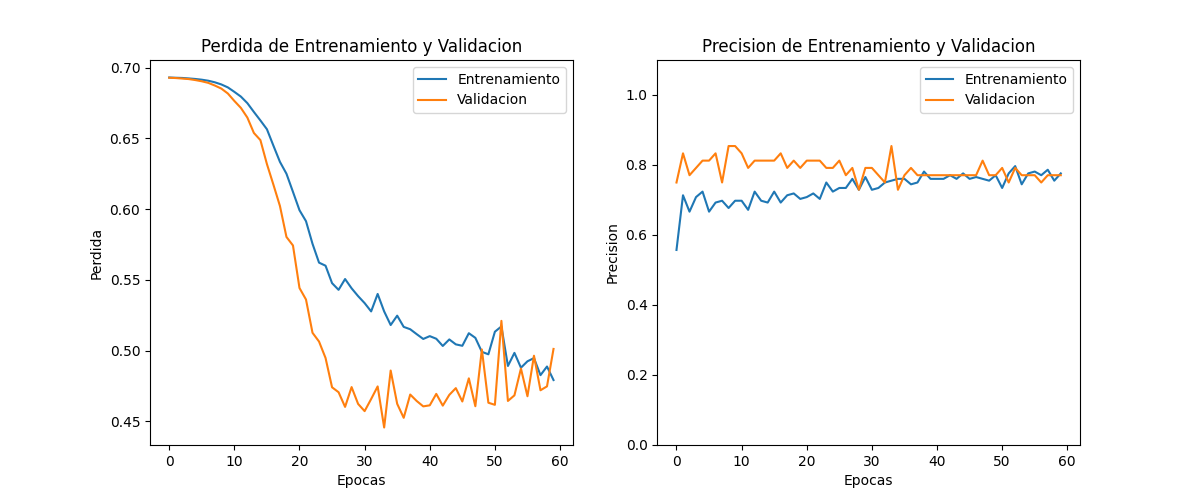 Perdida de Entrenamiento y Validacion
0.70
0.65
0.60
0.55
0.50
0.45
Perdida
0
10
20
30
40
50
60
Epocas
Entrenamiento
Validacion
Precision de Entrenamiento y Validacion
1.0
0.8
0.6
0.4
0.2
0.0
Precision
0
10
20
30
40
50
60
Epocas
Entrenamiento
Validacion